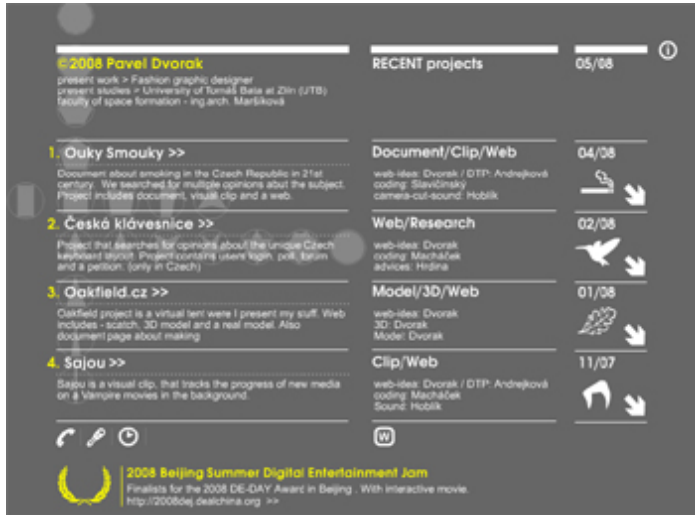 ©2008 Pavel Dvorak
present work > Fashion graphic designer
present studies > University of Tomáš Bata at Zlín (UTB)
faculty of space formation - ing.arch. Maršíková
RECENT projects
05/08
1. Ouky Smouky >>
Document about smoking in the Czech Republic in 21st
century. We searched for multiple opinions abut the subject.
Project includes document, visual clip and a web.
Document/Clip/Web
web-idea: Dvorak / DTP: Andrejková
coding: Slavičínský
camera-cut-sound: Hoblík
04/08
2. Česká klávesnice >>
Project that searches for opinions about the unique Czech
keyboard layout. Project contains users login, poll, forum
and a petition. (only in Czech)
Web/Research
web-idea: Dvorak
coding: Macháček
advices: Hrdina
02/08
3. Oakfield.cz >>
Oakfield project is a virtual tent were I present my stuff. Web
includes - scatch, 3D model and a real model. Also
document page about making
Model/3D/Web
web-idea: Dvorak
3D: Dvorak
Model: Dvorak
01/08
4. Sajou >>
Sajou is a visual clip, that tracks the progress of new media
on a Vampire movies in the background.
Clip/Web
web-idea: Dvorak / DTP: Andrejková
coding: Macháček
Sound: Hoblík
11/07
W
2008 Beijing Summer Digital Entertainment Jam
Finalists for the 2008 DE-DAY Award in Beijing . With interactive movie.
http://2008dej.dealchina.org >>